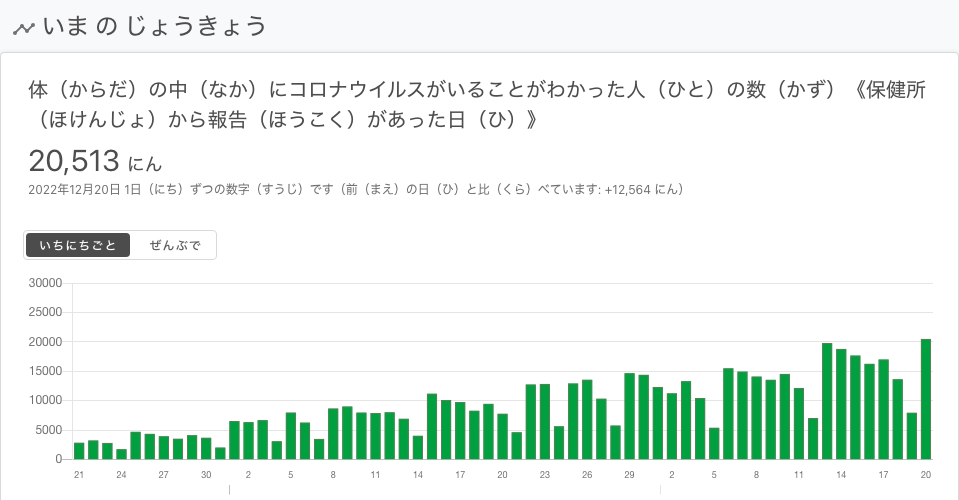 いま の じょうきょう
体（からだ）の中（なか）にコロナウイルスがいることがわかった人（ひと）の数（かず）《保健所
（ほけんじょ）から報告（ほうこく）があった日（ひ）》
20,513 にん
2022年12月20日 1日（にち）ずつの数字（すうじ）です（前（まえ）の日（ひ）と比（くら）べています: +12,564 にん）
いちにちごと ぜんぶで
30000
25000
20000
15000
10000
5000
0
21 24 27 30 2 5 8 11 14 17 20 23 26 29 2 5 8 11 14 17 20